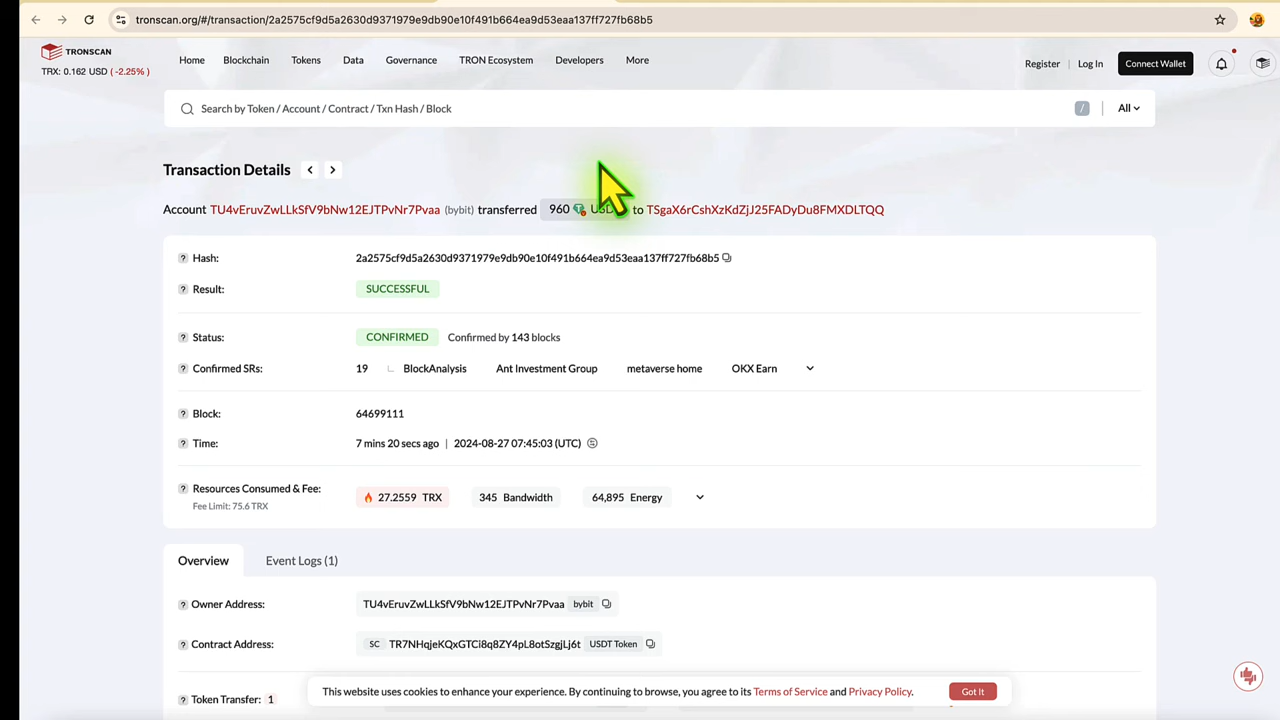 tronscan.org/#/transaction/2a2575cf9d5a2630d9371979e9db90e10f491b664ea9d53eaa137ff727fb68b5
TRONSCAN
TRX: 0.162 USD (-2.25%)
Home Blockchain Tokens Data Governance TRON Ecosystem Developers More
Register | Log In Connect Wallet
Search by Token / Account / Contract / Txn Hash / Block / All
Transaction Details < >
Account TU4vEruvZwLLkSfV9bNw12EJTPvNr7Pvaa (bybit) transferred 960 to TSgaX6rCshXzKdZjJ25FADyDu8FMXDLTQQ
? Hash: 2a2575cf9d5a2630d9371979e9db90e10f491b664ea9d53eaa137ff727fb68b5
? Result: SUCCESSFUL
? Status: CONFIRMED Confirmed by 143 blocks
? Confirmed SRs: 19 BlockAnalysis Ant Investment Group metaverse home OKX Earn
? Block: 64699111
? Time: 7 mins 20 secs ago | 2024-08-27 07:45:03 (UTC)
? Resources Consumed & Fee: 27.2559 TRX 345 Bandwidth 64,895 Energy
Fee Limit: 75.6 TRX
Overview Event Logs (1)
? Owner Address: TU4vEruvZwLLkSfV9bNw12EJTPvNr7Pvaa bybit
? Contract Address: SC TR7NHqjeKQxGTCi8q8ZY4pL8otSzgjLj6t USDT Token
This website uses cookies to enhance your experience. By continuing to browse, you agree to its Terms of Service and Privacy Policy. Got It
? Token Transfer: 1